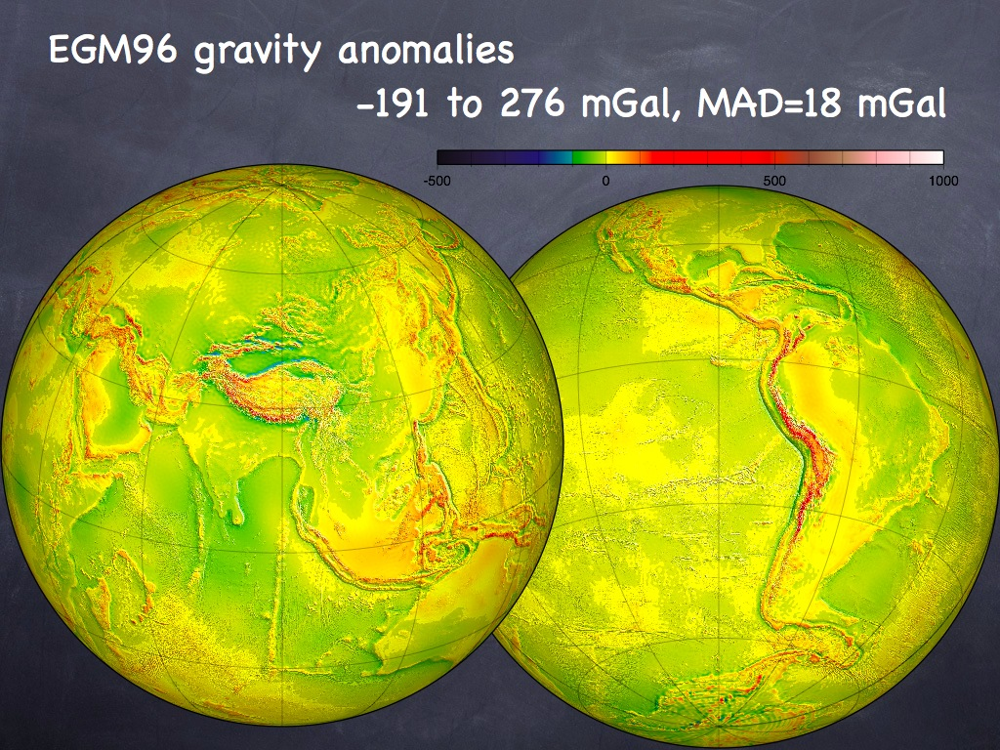 EGM96 gravity anomalies
-191 to 276 mGal, MAD=18 mGal
-500 0 500 1000